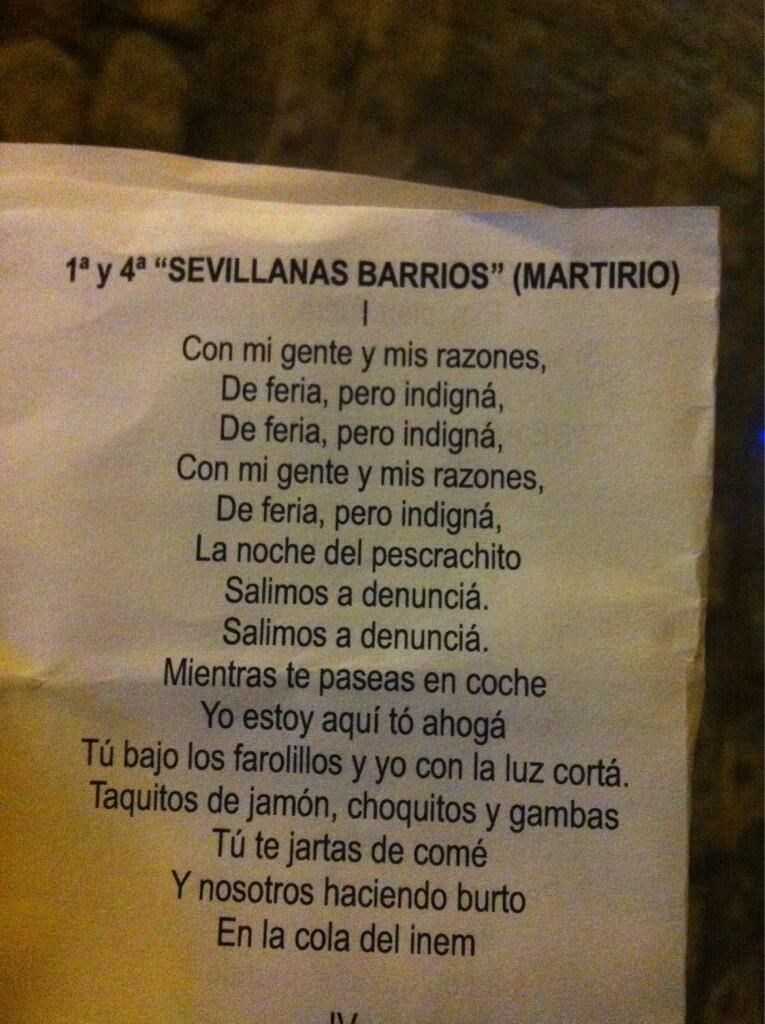 1ª y 4ª “SEVILLANAS BARRIOS” (MARTIRIO)
I
Con mi gente y mis razones,
De feria, pero indigná,
De feria, pero indigná,
Con mi gente y mis razones,
De feria, pero indigná,
La noche del pescrachito
Salimos a denunciá.
Salimos a denunciá.
Mientras te paseas en coche
Yo estoy aquí tó ahogá
Tú bajo los farolillos y yo con la luz cortá.
Taquitos de jamón, choquitos y gambas
Tú te jartas de comé
Y nosotros haciendo burto
En la cola del inem
IV